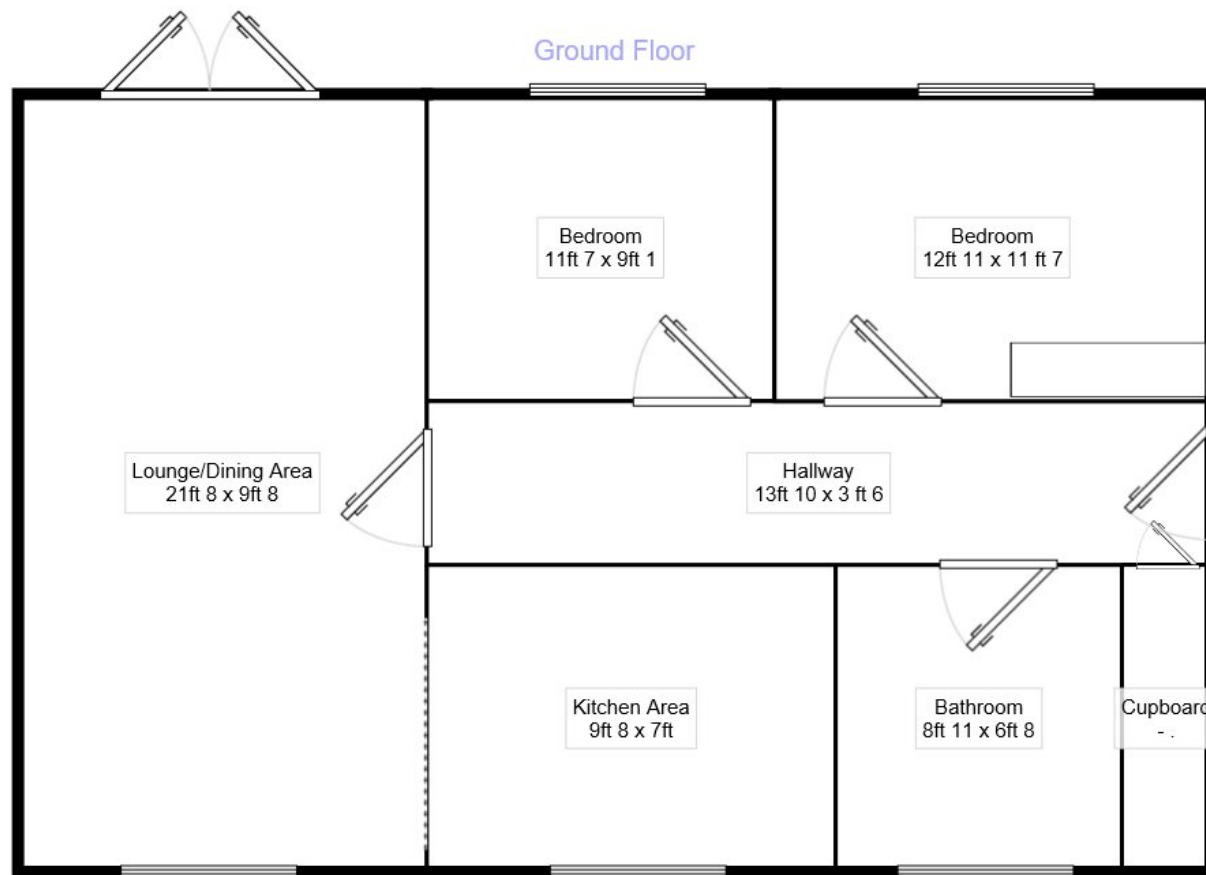 Ground Floor
Bedroom
11ft 7 x 9ft 1
Bedroom
12ft 11 x 11 ft 7
Lounge/Dining Area
21ft 8 x 9ft 8
Hallway
13ft 10 x 3 ft 6
Kitchen Area
9ft 8 x 7ft
Bathroom
8ft 11 x 6ft 8
Cupboard
- .